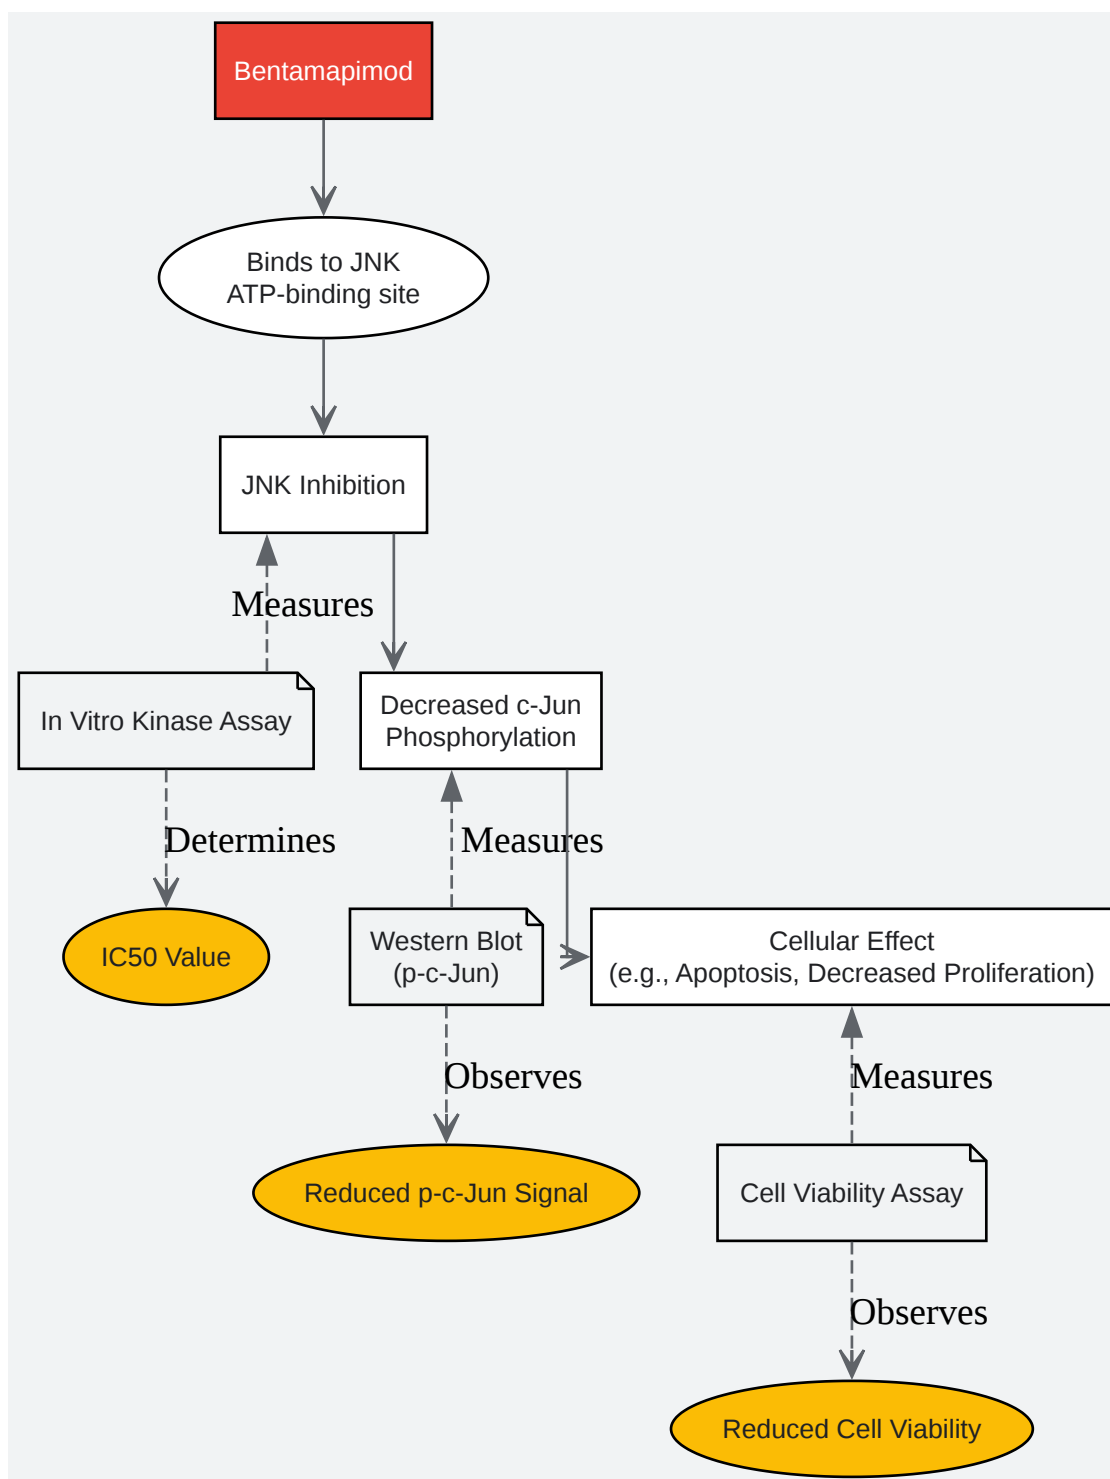 Bentamapimod
Binds to JNK
ATP-binding site
JNK Inhibition
Measures
In Vitro Kinase Assay
Decreased c-Jun
Phosphorylation
Determines
Measures
IC50 Value
Western Blot
(p-c-Jun)
Cellular Effect
(e.g., Apoptosis, Decreased Proliferation)
Observes
Measures
Reduced p-c-Jun Signal
Cell Viability Assay
Observes
Reduced Cell Viability